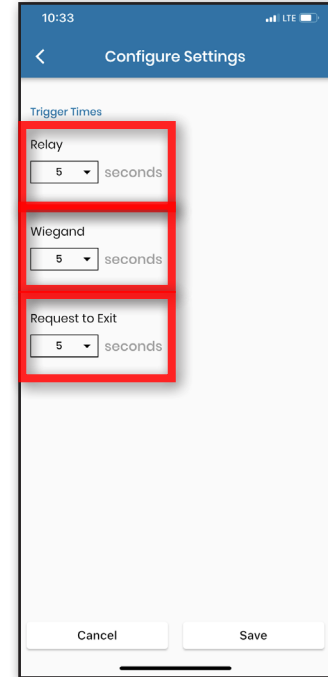 10:33
LTE
Configure Settings
Trigger Times
Relay
5 seconds
Wiegand
5 seconds
Request to Exit
5 seconds
Cancel Save